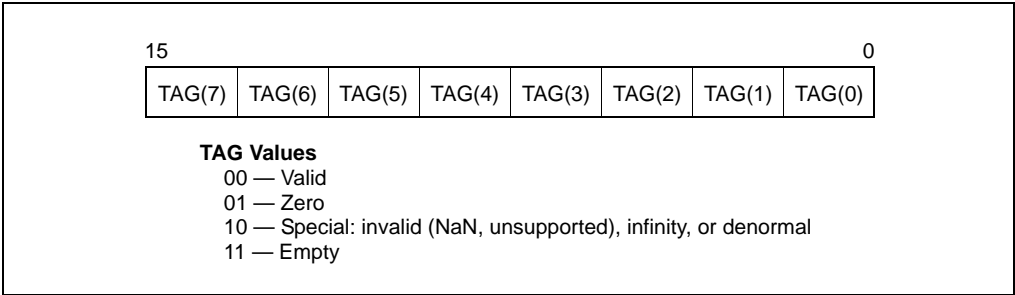 15 0
TAG(7) TAG(6) TAG(5) TAG(4) TAG(3) TAG(2) TAG(1) TAG(0)
TAG Values
00 — Valid
01 — Zero
10 — Special: invalid (NaN, unsupported), infinity, or denormal
11 — Empty